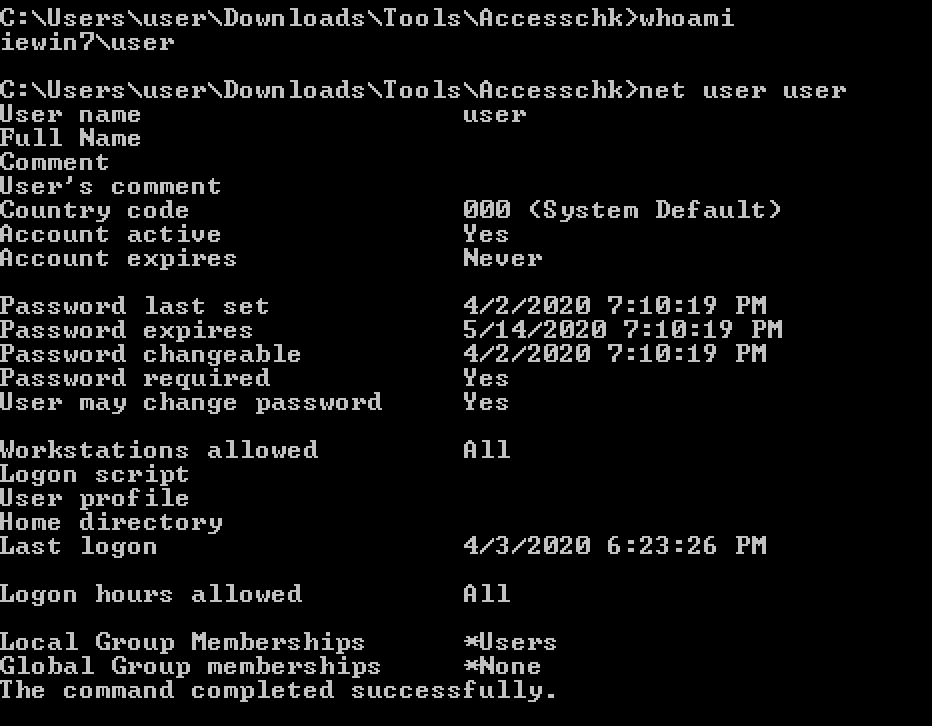 C:\Users\user\Downloads\Tools\Accesschk>whoami
iewin7\user
C:\Users\user\Downloads\Tools\Accesschk>net user user
User name user
Full Name
Comment
User's comment
Country code 000 (System Default)
Account active Yes
Account expires Never
Password last set 4/2/2020 7:10:19 PM
Password expires 5/14/2020 7:10:19 PM
Password changeable 4/2/2020 7:10:19 PM
Password required Yes
User may change password Yes
Workstations allowed All
Logon script
User profile
Home directory
Last logon 4/3/2020 6:23:26 PM
Logon hours allowed All
Local Group Memberships *Users
Global Group memberships *None
The command completed successfully.